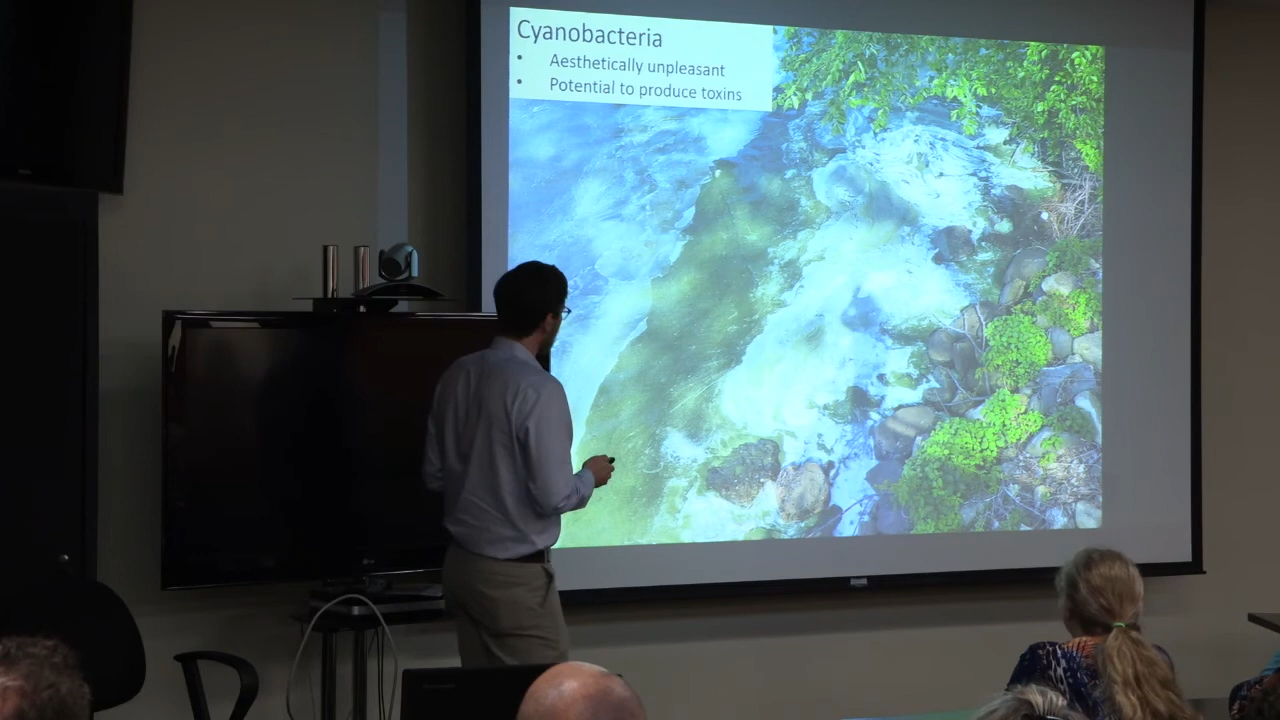 Cyanobacteria
• Aesthetically unpleasant
• Potential to produce toxins